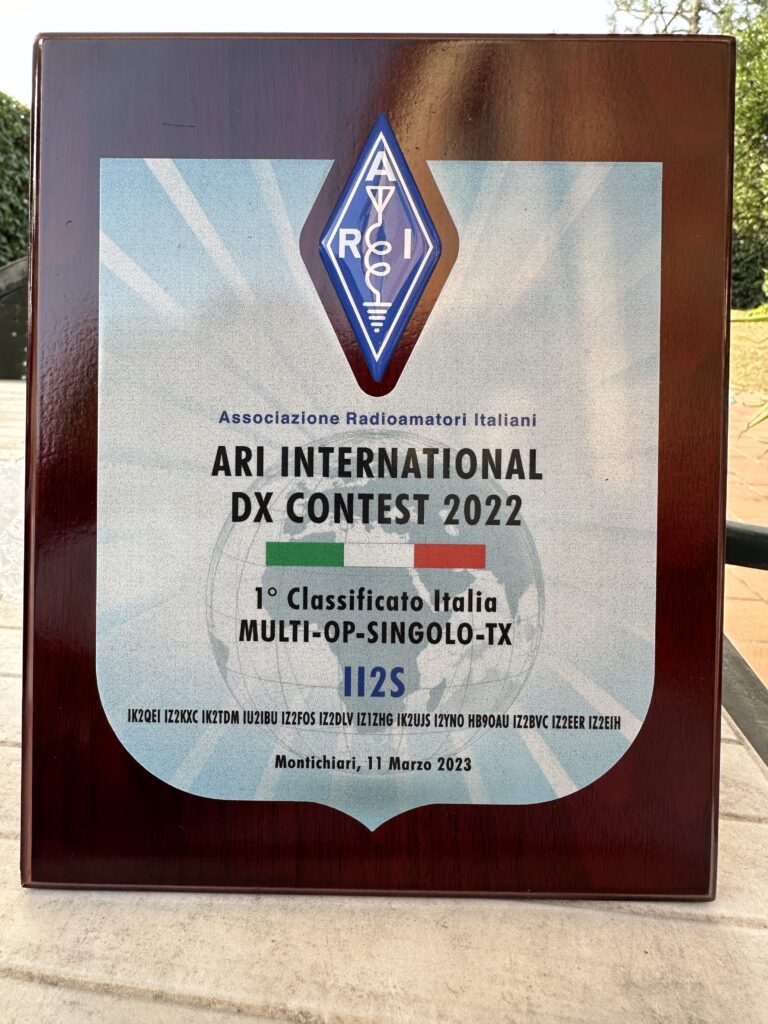 A
R I
Associazione Radioamatori Italiani
ARI INTERNATIONAL
DX CONTEST 2022
1° Classificato Italia
MULTI-OP-SINGOLO-TX
II2S
IK2QEI IZ2KXC IK2TDM IU2IBU IZ2FOS IZ2DLV IZ1ZHG IK2UJS I2YNO HB9OAU IZ2BVC IZ2EER IZ2EIH
Montichiari, 11 Marzo 2023